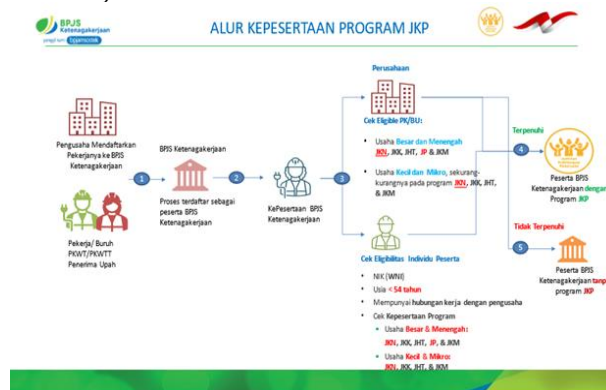 BPJS
Ketenagakerjaan
ALUR KEPESERTAAN PROGRAM JKP
Pengusaha Mendaftarkan
Pekerjanya ke BPJS
Ketenagakerjaan
Pekerja/ Buruh
PKWT/PKWTT
Penerima Upah
1
BPJS Ketenagakerjaan
Proses terdaftar sebagai
peserta BPJS
Ketenagakerjaan
2
KePesertaan BPJS
Ketenagakerjaan
3
Perusahaan
Cek Eligible PK/BU:
• Usaha Besar dan Menengah
JKN, JKK, JHT, JP & JKM
• Usaha Kecil dan Mikro, sekurang-
kurangnya pada program JKN, JKK, JHT,
& JKM
Cek Eligibilitas Individu Peserta
• NIK (WNI)
• Usia < 54 tahun
• Mempunyai hubungan kerja dengan pengusaha
• Cek Kepesertaan Program
• Usaha Besar & Menengah:
JKN, JKK, JHT, JP, & JKM
• Usaha Kecil & Mikro:
JKN, JKK, JHT, & JKM
Terpenuhi
4
Peserta BPJS
Ketenagakerjaan dengan
Program JKP
Tidak Terpenuhi
5
Peserta BPJS
Ketenagakerjaan tanp
program JKP